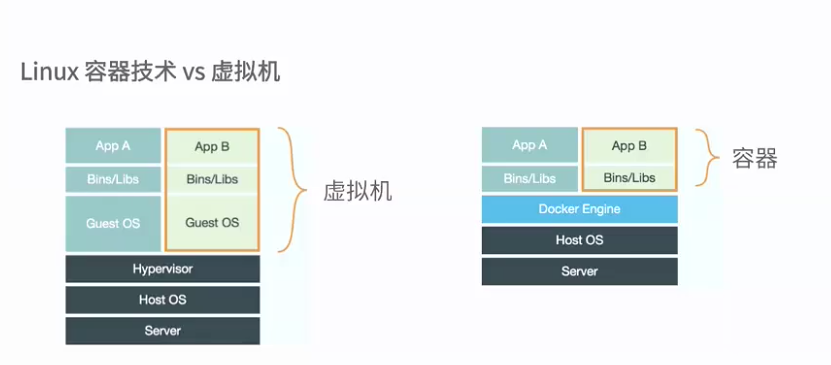 Linux 容器技术 vs 虚拟机
App A
App B
Bins/Libs
Bins/Libs
Guest OS
Guest OS
Hypervisor
Host OS
Server
虚拟机
App A
App B
Bins/Libs
Bins/Libs
Docker Engine
Host OS
Server
容器